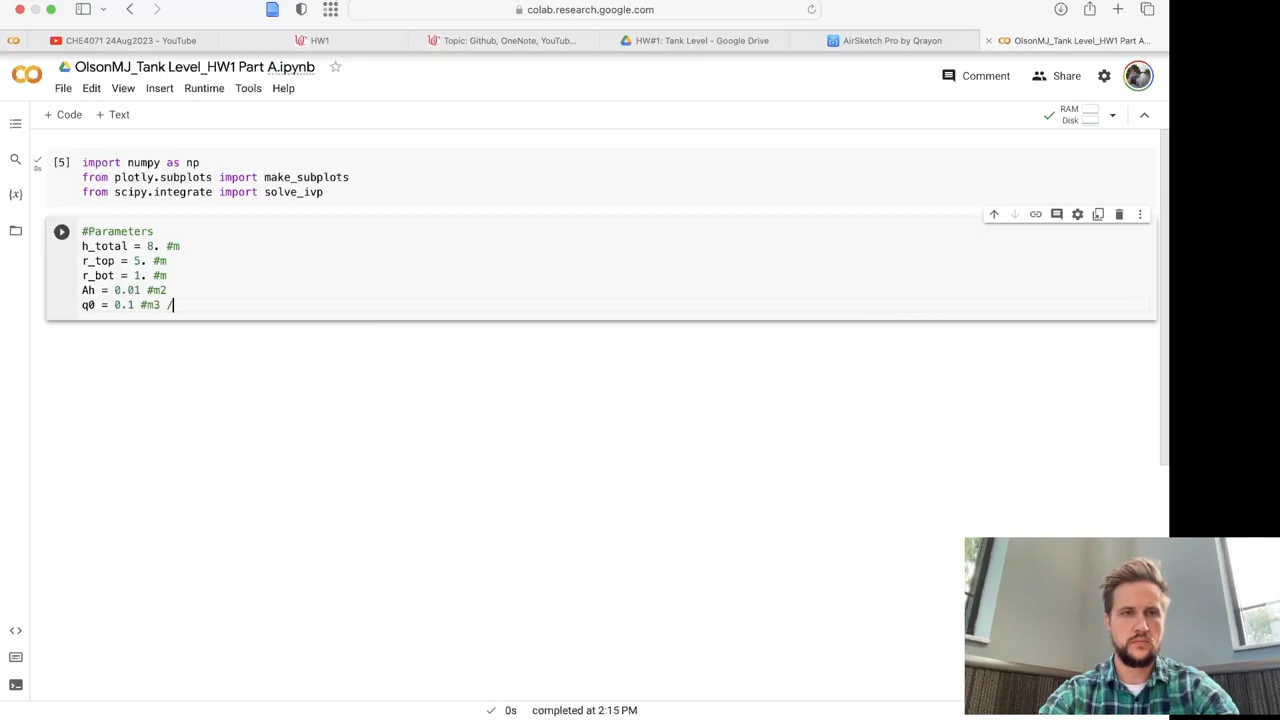 colab.research.google.com
CHE4071 24Aug2023 - YouTube
HW1
Topic: Github, OneNote, YouTub...
HW#1: Tank Level - Google Drive
AirSketch Pro by Qrayon
OlsonMJ_Tank Level_HW1 Part A...
OlsonMJ_Tank Level_HW1 Part A.ipynb
File Edit View Insert Runtime Tools Help
Comment
Share
+ Code + Text
RAM
Disk
[5]
0s
import numpy as np
from plotly.subplots import make_subplots
from scipy.integrate import solve_ivp
#Parameters
h_total = 8. #m
r_top = 5. #m
r_bot = 1. #m
Ah = 0.01 #m2
q0 = 0.1 #m3 /
{x}
0s completed at 2:15 PM